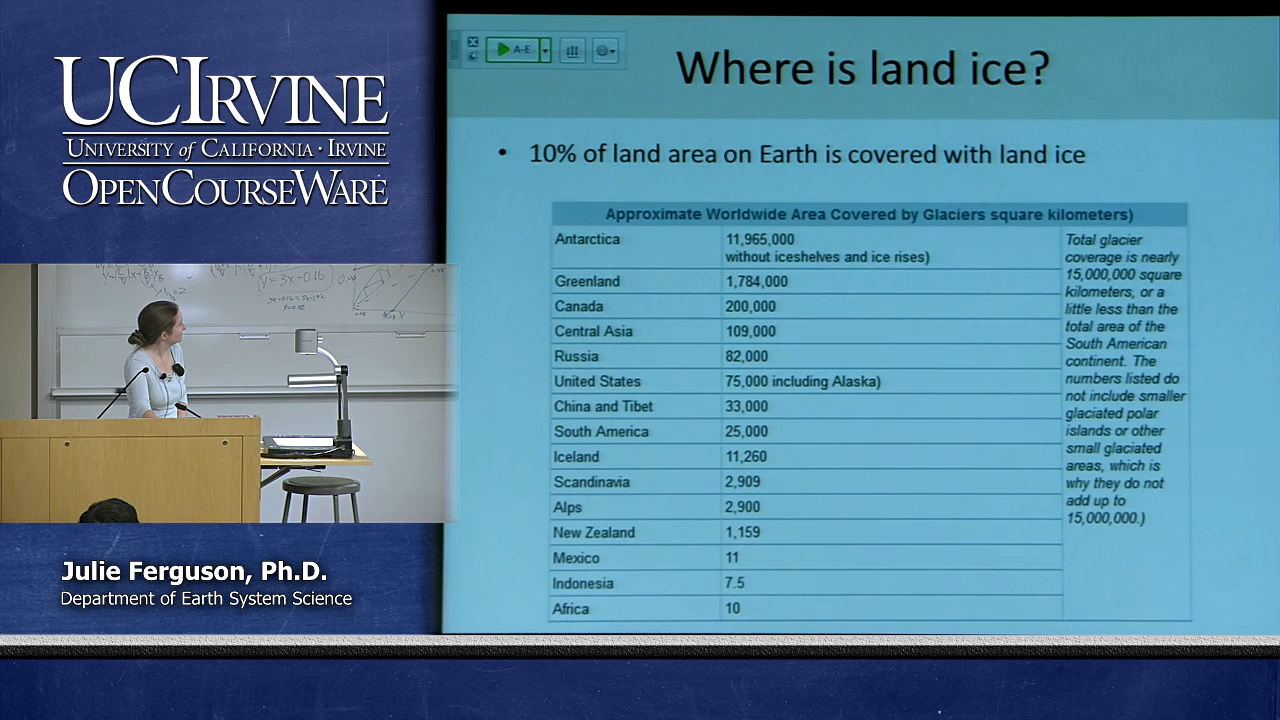 UCIRVINE
UNIVERSITY of CALIFORNIA · IRVINE
OPENCOURSEWARE
y=3x-0.16
Julie Ferguson, Ph.D.
Department of Earth System Science
A-E
Where is land ice?
• 10% of land area on Earth is covered with land ice
Approximate Worldwide Area Covered by Glaciers square kilometers)
Antarctica 11,965,000
without iceshelves and ice rises)
Greenland 1,784,000
Canada 200,000
Central Asia 109,000
Russia 82,000
United States 75,000 including Alaska)
China and Tibet 33,000
South America 25,000
Iceland 11,260
Scandinavia 2,909
Alps 2,900
New Zealand 1,159
Mexico 11
Indonesia 7.5
Africa 10
Total glacier
coverage is nearly
15,000,000 square
kilometers, or a
little less than the
total area of the
South American
continent. The
numbers listed do
not include smaller
glaciated polar
islands or other
small glaciated
areas, which is
why they do not
add up to
15,000,000.)